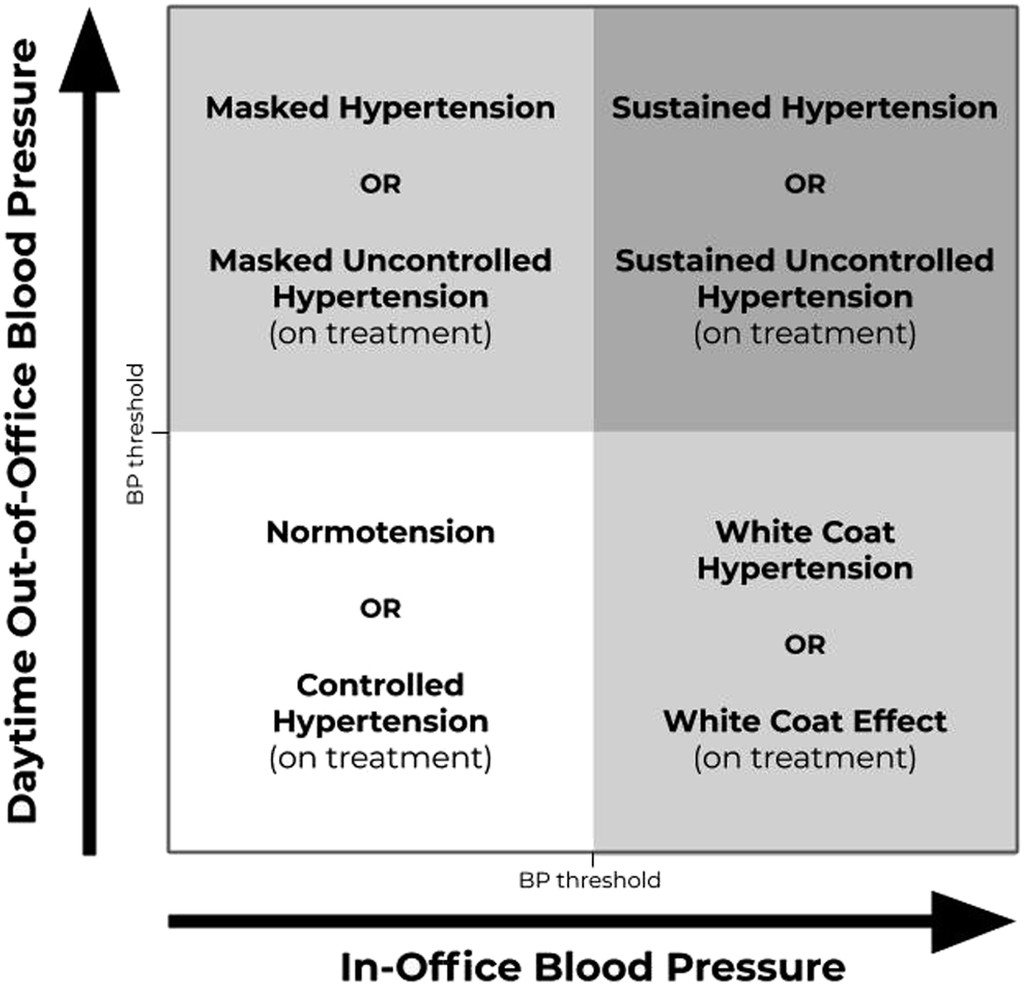 Daytime Out-of-Office Blood Pressure
BP threshold
Masked Hypertension
OR
Masked Uncontrolled
Hypertension
(on treatment)
Sustained Hypertension
OR
Sustained Uncontrolled
Hypertension
(on treatment)
Normotension
OR
Controlled
Hypertension
(on treatment)
White Coat
Hypertension
OR
White Coat Effect
(on treatment)
BP threshold
In-Office Blood Pressure